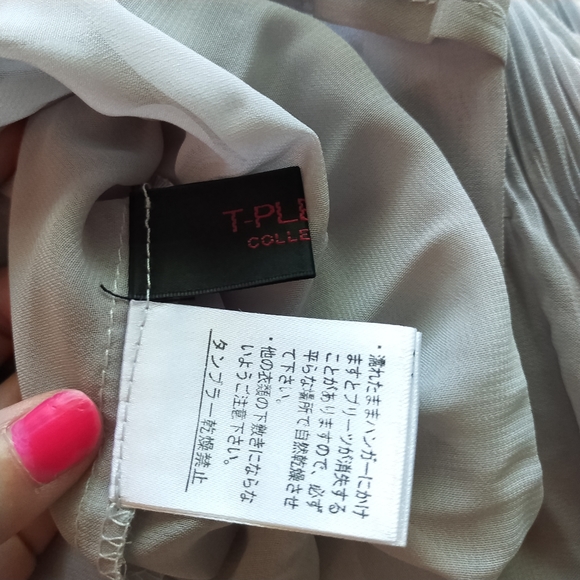 T-PLE
COLLE
・濡れたままハンガーにかけ
ますとプリーツが消失する
ことがありますので、必ず
平らな場所で自然乾燥させ
て下さい。
・他の衣類の下敷きにならな
いようご注意下さい。
タンブラー乾燥禁止